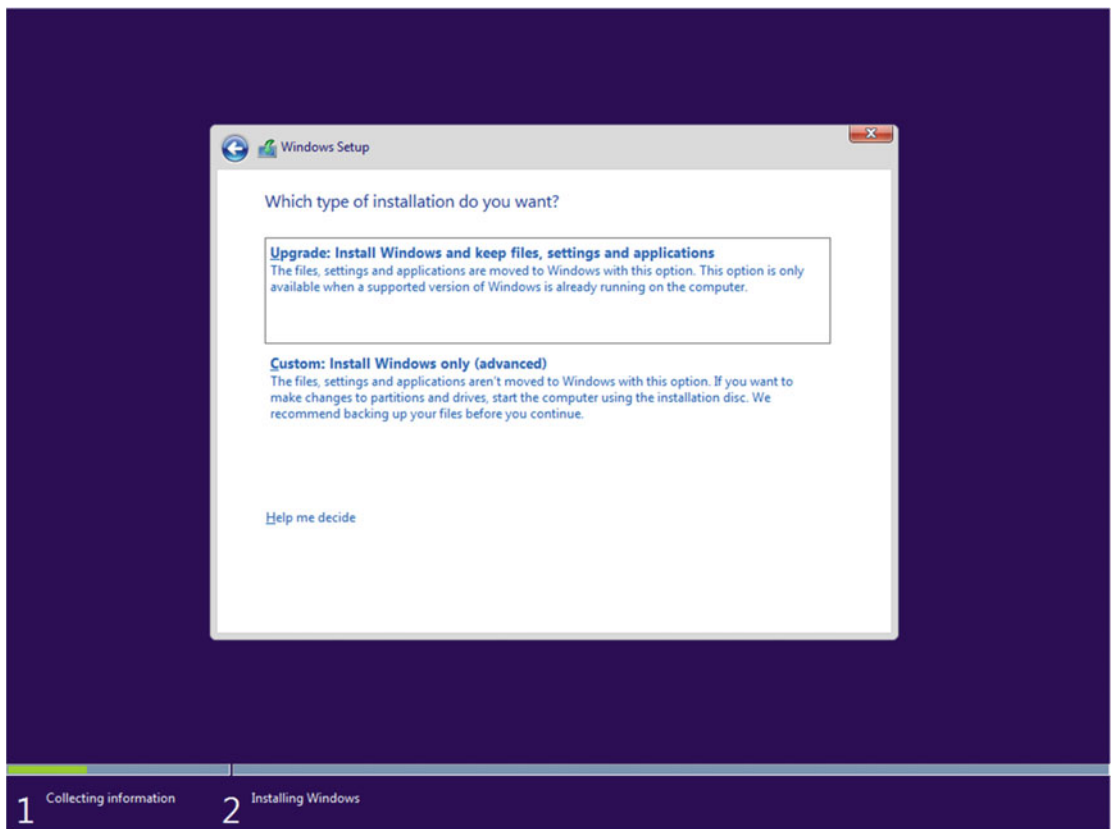 Windows Setup
Which type of installation do you want?
Upgrade: Install Windows and keep files, settings and applications
The files, settings and applications are moved to Windows with this option. This option is only
available when a supported version of Windows is already running on the computer.
Custom: Install Windows only (advanced)
The files, settings and applications aren't moved to Windows with this option. If you want to
make changes to partitions and drives, start the computer using the installation disc. We
recommend backing up your files before you continue.
Help me decide
1 Collecting information 2 Installing Windows